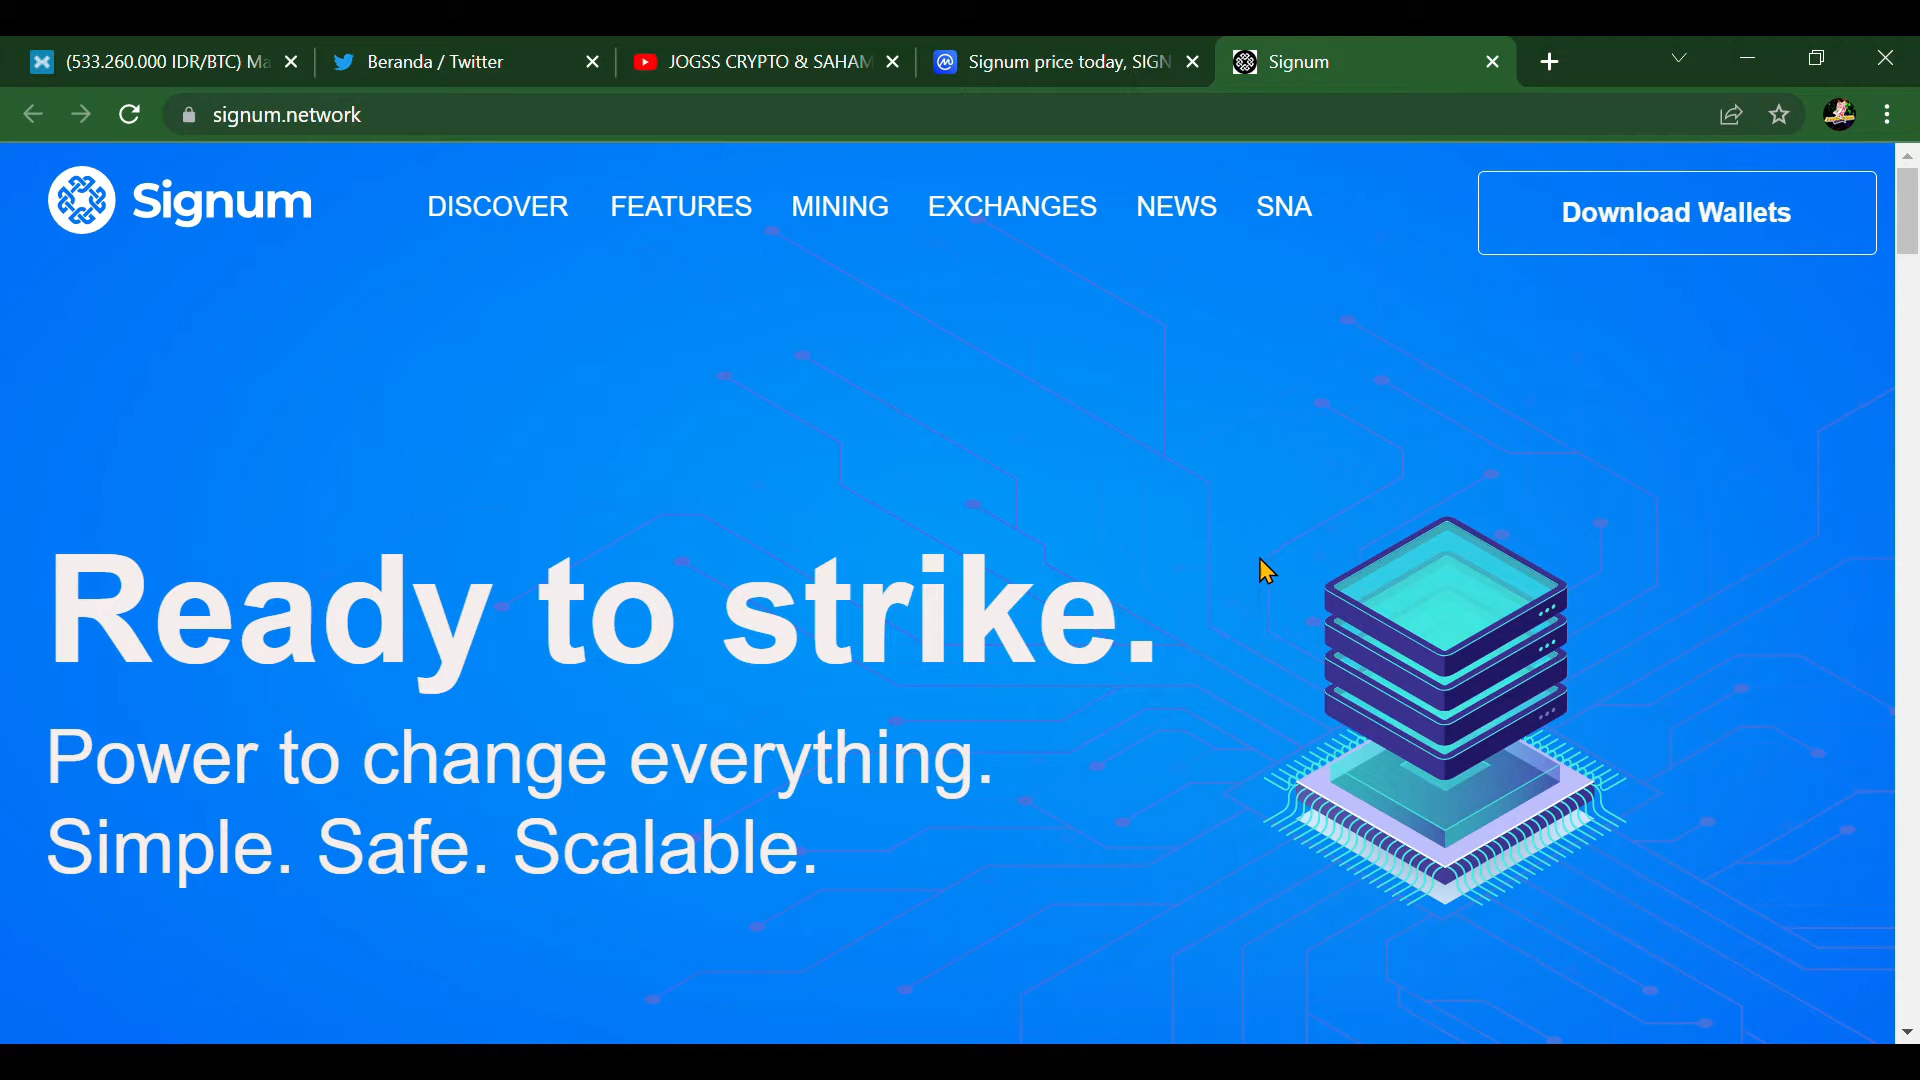 (533.260.000 IDR/BTC) Ma
Beranda / Twitter
JOGSS CRYPTO & SAHAM
Signum price today, SIGN
Signum
signum.network
Signum
DISCOVER
FEATURES
MINING
EXCHANGES
NEWS
SNA
Download Wallets
Ready to strike.
Power to change everything.
Simple. Safe. Scalable.